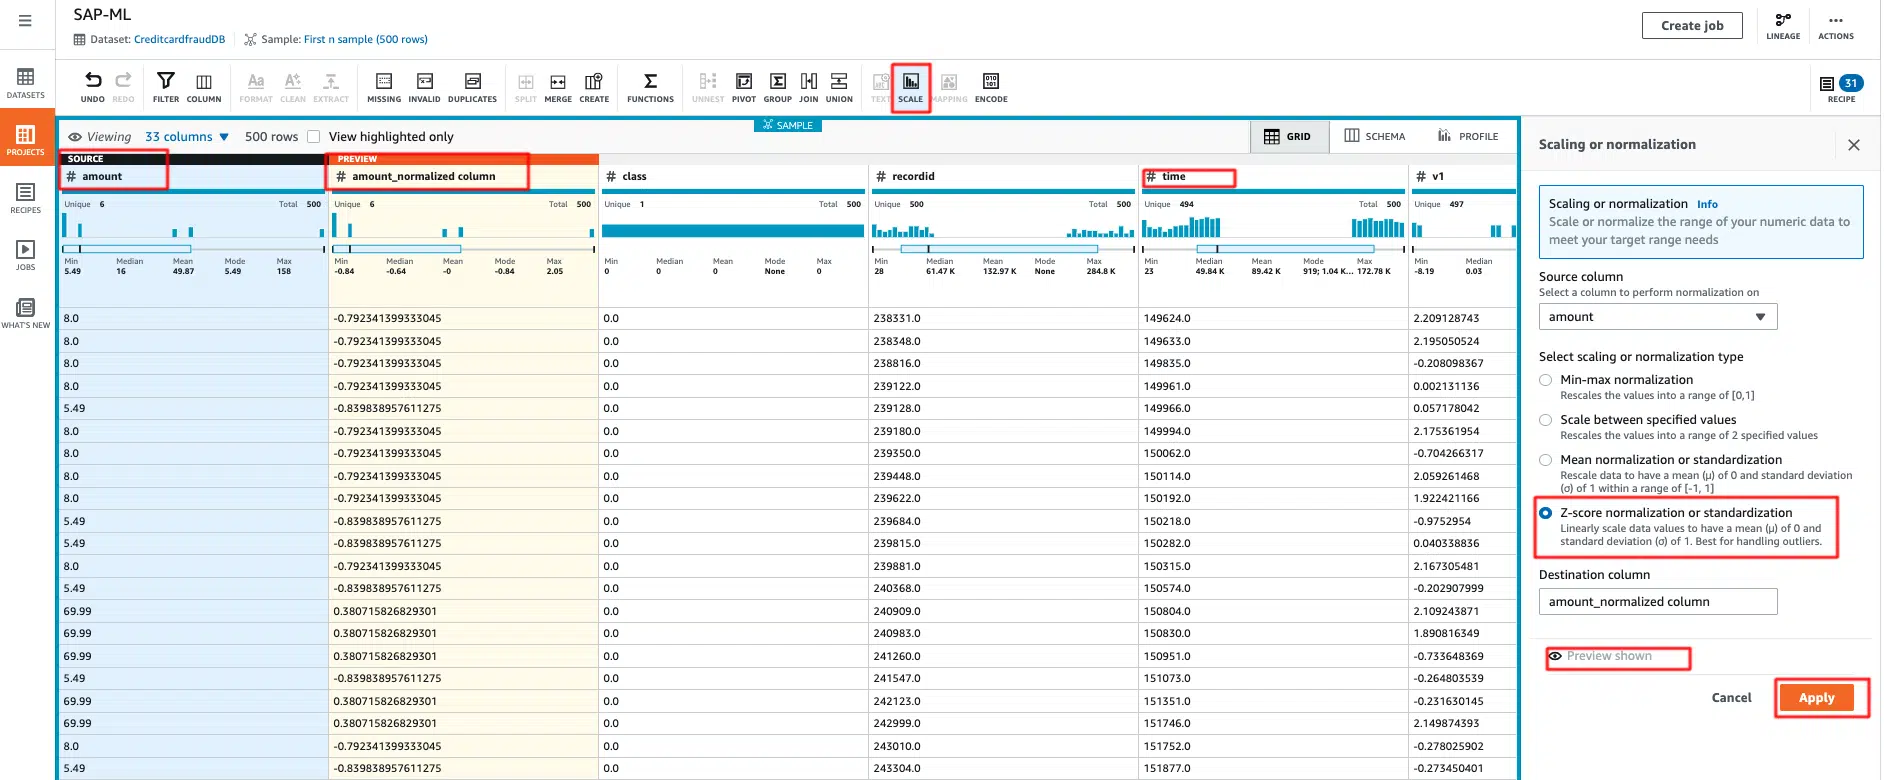 SAP-ML
Dataset: CreditcardfraudDB
Sample: First n sample (500 rows)
Create job
LINEAGE
ACTIONS
DATASETS
PROJECTS
RECIPES
JOBS
WHAT'S NEW
UNDO REDO FILTER COLUMN FORMAT CLEAN EXTRACT MISSING INVALID DUPLICATES SPLIT MERGE CREATE FUNCTIONS UNNEST PIVOT GROUP JOIN UNION TEXT SCALE MAPPING ENCODE
31
RECIPE
Viewing 33 columns 500 rows View highlighted only
SAMPLE
GRID SCHEMA PROFILE
SOURCE PREVIEW
# amount # amount_normalized column # class # recordid # time # v1
Unique 6 Total 500 Unique 6 Total 500 Unique 1 Total 500 Unique 500 Total 500 Unique 494 Total 500 Unique 497
Min Median Mean Mode Max Min Median Mean Mode Max Min Median Mean Mode Max Min Median Mean Mode Max Min Median Mean Mode Max Min Median
5.49 16 49.87 5.49 158 -0.84 -0.64 -0 -0.84 2.05 0 0 0 None 0 28 61.47 K 132.97 K None 284.8 K 23 49.84 K 89.42 K 919; 1.04 K... 172.78 K -8.19 0.03
8.0 -0.792341399333045 0.0 238331.0 149624.0 2.209128743
8.0 -0.792341399333045 0.0 238348.0 149633.0 2.195050524
8.0 -0.792341399333045 0.0 238816.0 149835.0 -0.208098367
8.0 -0.792341399333045 0.0 239122.0 149961.0 0.002131136
5.49 -0.839838957611275 0.0 239128.0 149966.0 0.057178042
8.0 -0.792341399333045 0.0 239180.0 149994.0 2.175361954
8.0 -0.792341399333045 0.0 239350.0 150062.0 -0.704266317
8.0 -0.792341399333045 0.0 239448.0 150114.0 2.059261468
8.0 -0.792341399333045 0.0 239622.0 150192.0 1.922421166
5.49 -0.839838957611275 0.0 239684.0 150218.0 -0.9752954
5.49 -0.839838957611275 0.0 239815.0 150282.0 0.040338836
8.0 -0.792341399333045 0.0 239881.0 150315.0 2.167305481
5.49 -0.839838957611275 0.0 240368.0 150574.0 -0.202907999
69.99 0.380715826829301 0.0 240909.0 150804.0 2.109243871
69.99 0.380715826829301 0.0 240983.0 150830.0 1.890816349
69.99 0.380715826829301 0.0 241260.0 150951.0 -0.733648369
5.49 -0.839838957611275 0.0 241547.0 151073.0 -0.264803539
69.99 0.380715826829301 0.0 242123.0 151351.0 -0.231630145
69.99 0.380715826829301 0.0 242999.0 151746.0 2.149874393
8.0 -0.792341399333045 0.0 243010.0 151752.0 -0.278025902
5.49 -0.839838957611275 0.0 243304.0 151877.0 -0.273450401
Scaling or normalization
Scaling or normalization Info
Scale or normalize the range of your numeric data to
meet your target range needs
Source column
Select a column to perform normalization on
amount
Select scaling or normalization type
Min-max normalization
Rescales the values into a range of [0,1]
Scale between specified values
Rescales the values into a range of 2 specified values
Mean normalization or standardization
Rescale data to have a mean (μ) of 0 and standard deviation
(σ) of 1 within a range of [-1, 1]
Z-score normalization or standardization
Linearly scale data values to have a mean (μ) of 0 and
standard deviation (σ) of 1. Best for handling outliers.
Destination column
amount_normalized column
Preview shown
Cancel
Apply